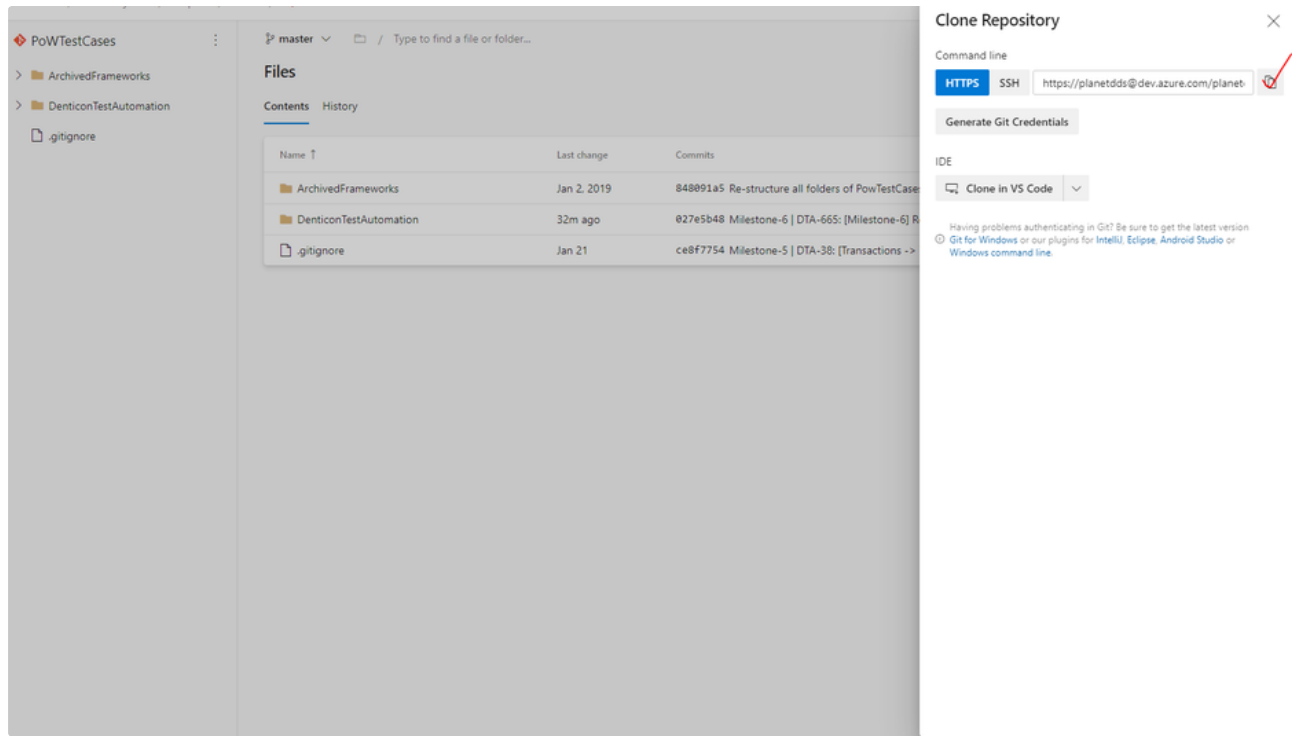 PoWTestCases
ArchivedFrameworks
DenticonTestAutomation
.gitignore
master / Type to find a file or folder...
Files
Contents History
Name ↑ Last change Commits
ArchivedFrameworks Jan 2, 2019 848091a5 Re-structure all folders of PowTestCase
DenticonTestAutomation 32m ago 027e5b48 Milestone-6 | DTA-665: [Milestone-6] R
.gitignore Jan 21 ce8f7754 Milestone-5 | DTA-38: [Transactions ->
Clone Repository
Command line
HTTPS SSH https://planetdds@dev.azure.com/planet-
Generate Git Credentials
IDE
Clone in VS Code
Having problems authenticating in Git? Be sure to get the latest version
Git for Windows or our plugins for IntelliJ, Eclipse, Android Studio or
Windows command line.